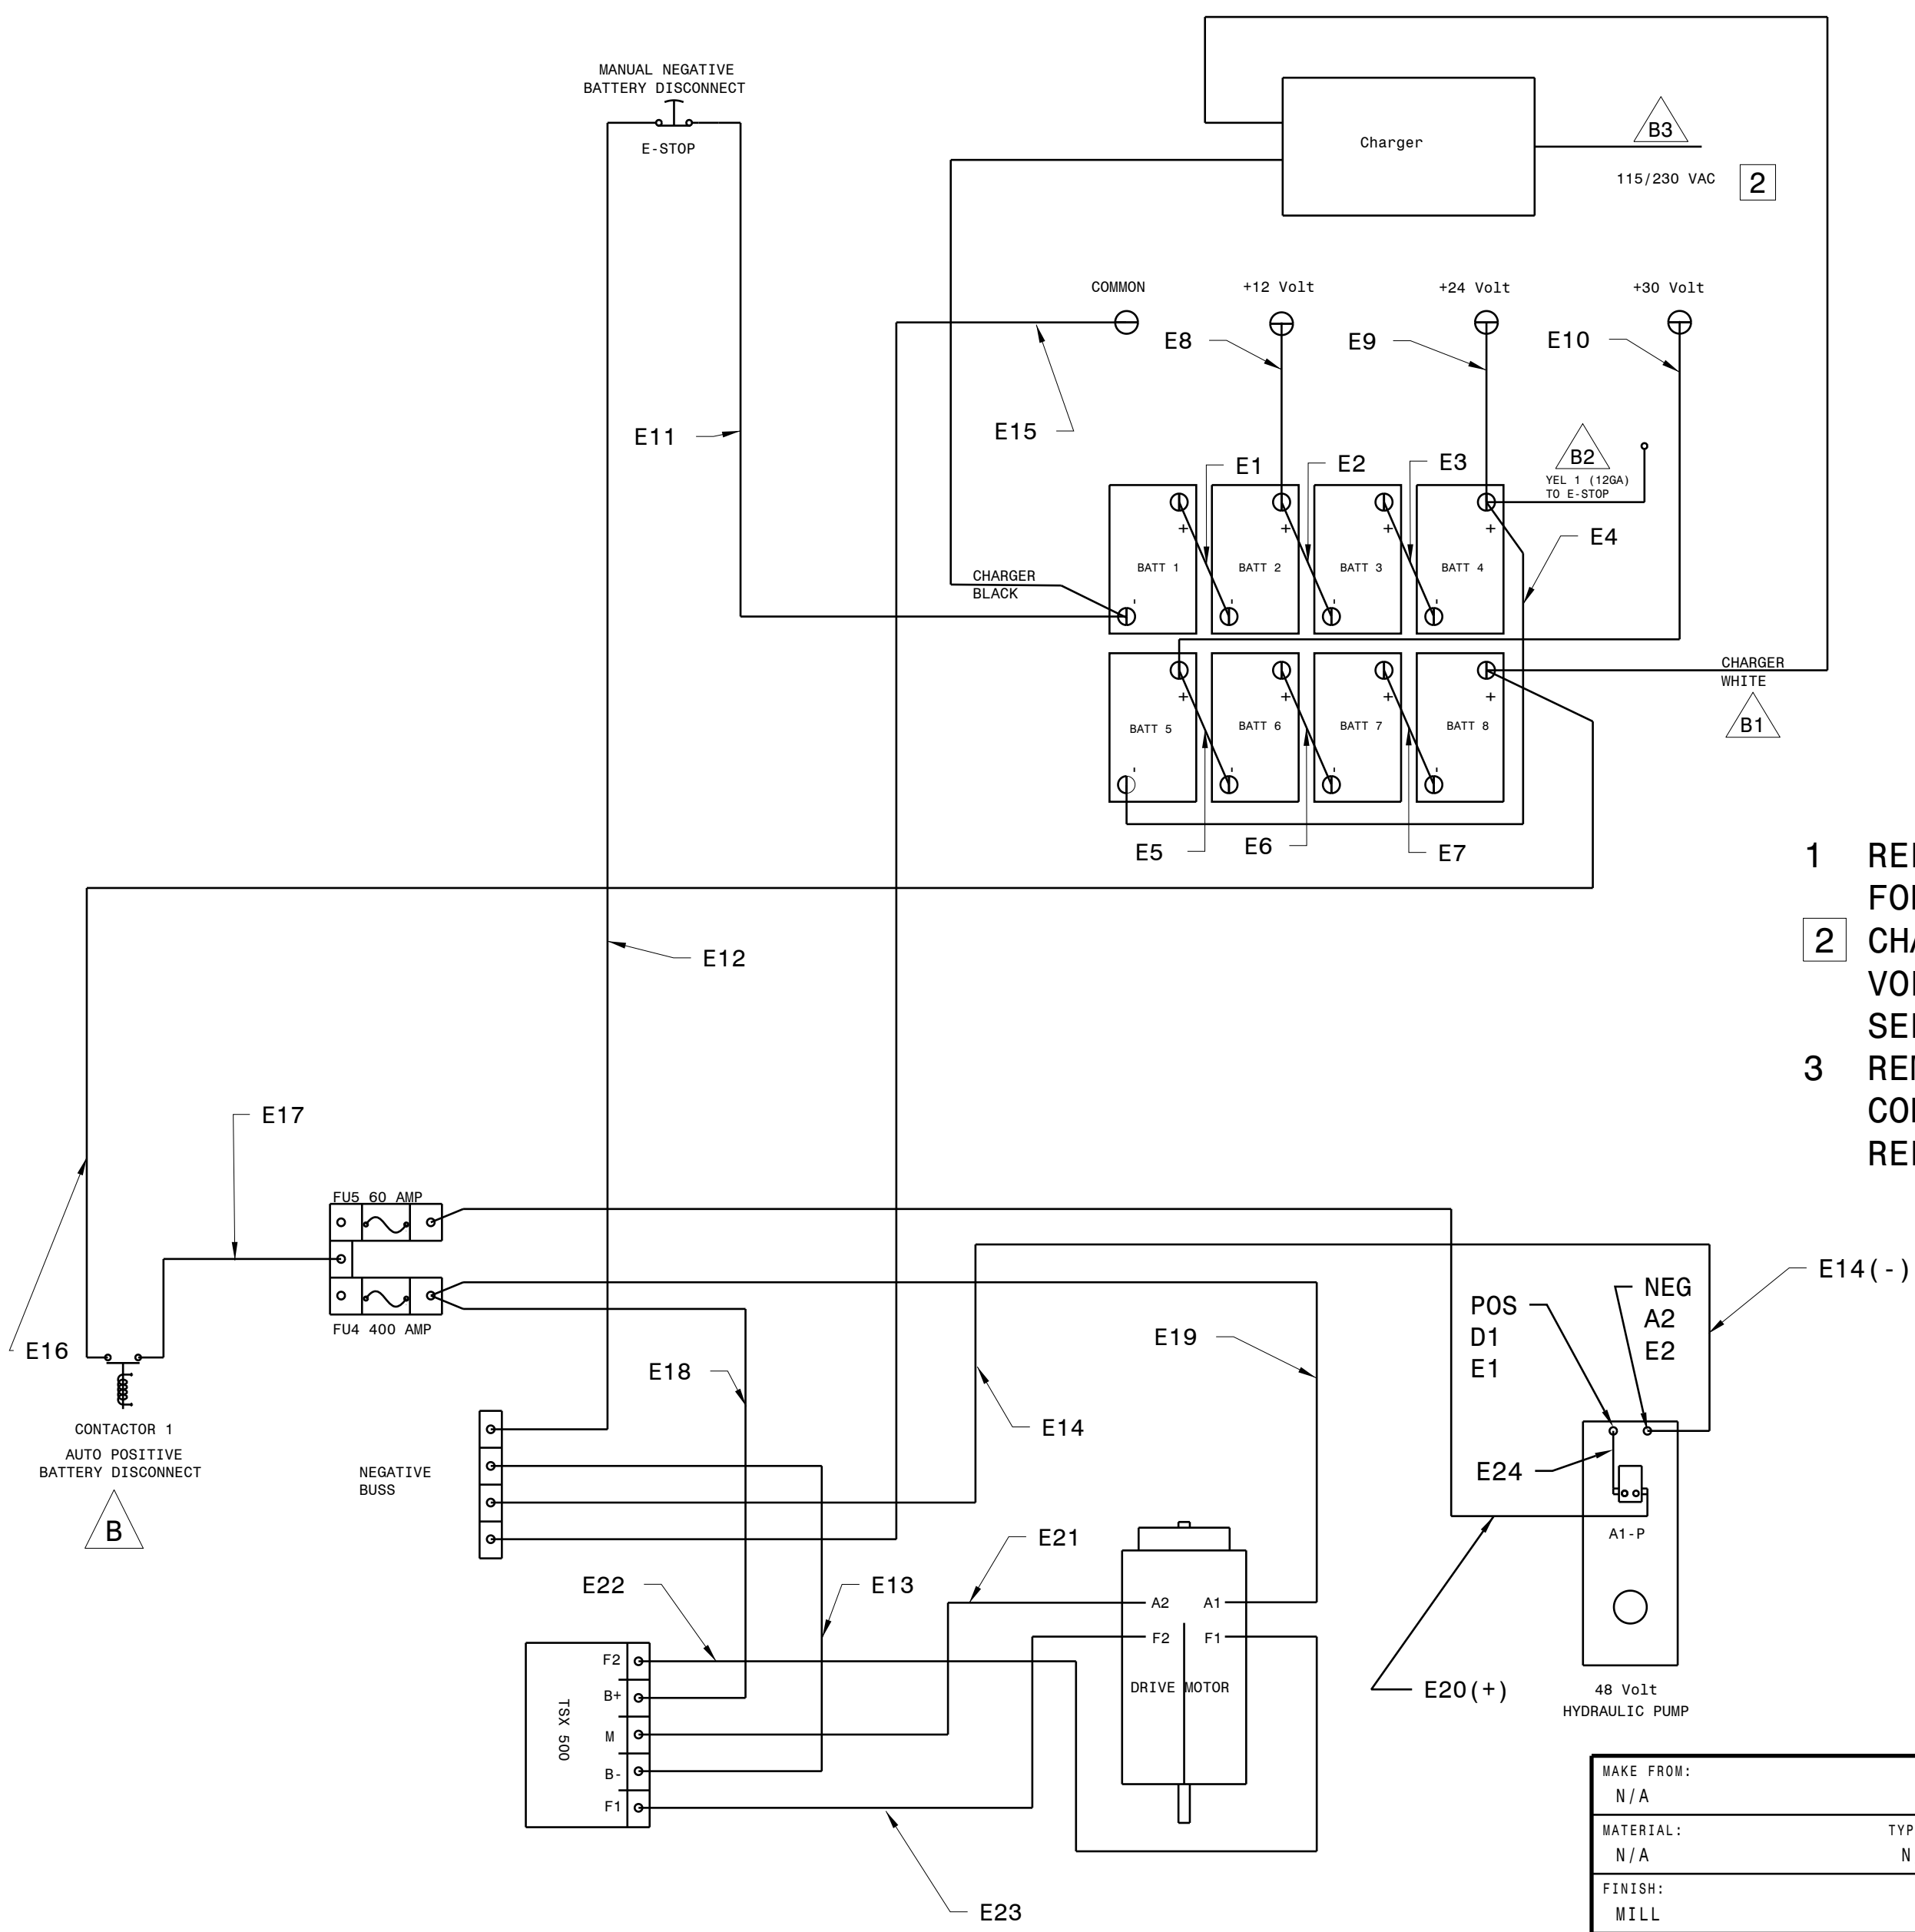 MANUAL NEGATIVE
BATTERY DISCONNECT
E-STOP
Charger
B3
115/230 VAC
2
COMMON
+12 Volt
+24 Volt
+30 Volt
E8
E9
E10
E11
E15
E1
E2
E3
B2
YEL 1 (12GA)
TO E-STOP
E4
+
+
+
+
BATT 1
BATT 2
BATT 3
BATT 4
CHARGER
BLACK
-
-
-
-
CHARGER
WHITE
B1
+
+
+
+
BATT 5
BATT 6
BATT 7
BATT 8
-
-
-
-
E5
E6
E7
1
2
3
E12
E17
E16
FU5 60 AMP
FU4 400 AMP
CONTACTOR 1
AUTO POSITIVE
BATTERY DISCONNECT
B
NEGATIVE
BUSS
E18
E19
E14
E14(-)
POS
D1
E1
NEG
A2
E2
E24
A1-P
E21
E22
E13
A2
A1
F2
F1
DRIVE MOTOR
E20(+)
48 Volt
HYDRAULIC PUMP
TSX 500
F2
B+
M
B-
F1
E23
MAKE FROM:
N/A
MATERIAL:
N/A
FINISH:
MILL